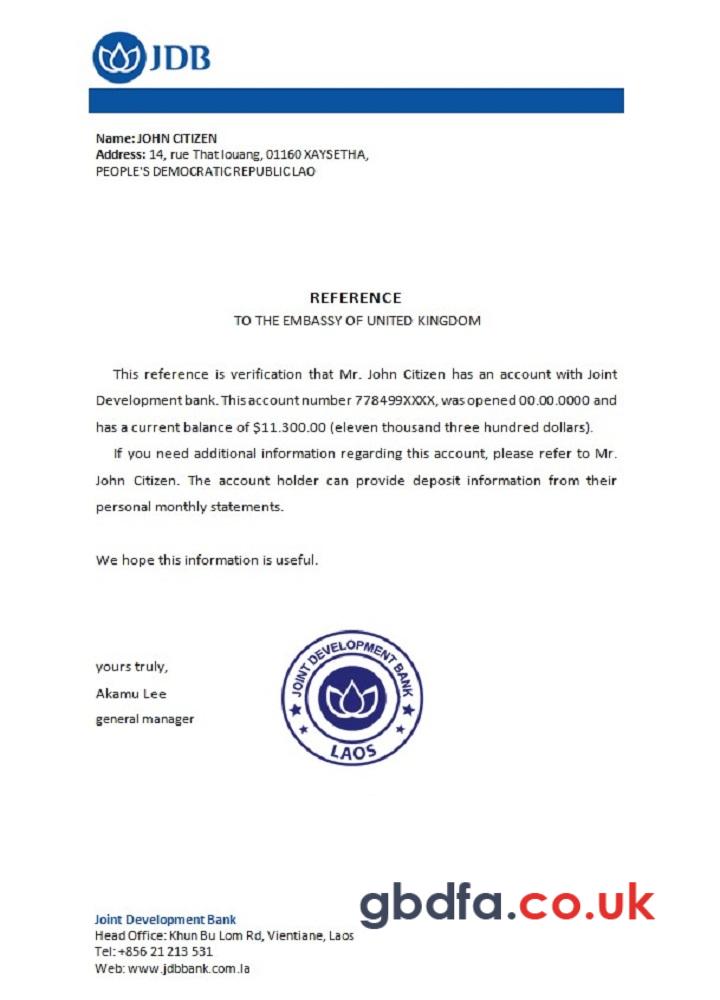 JDB
Name: JOHN CITIZEN
Address: 14, rue That louang, 01160 XAYSETHA,
PEOPLE'S DEMOCRATIC REPUBLIC LAO
REFERENCE
TO THE EMBASSY OF UNITED KINGDOM
This reference is verification that Mr. John Citizen has an account with Joint
Development bank. This account number 778499XXXX, was opened 00.00.0000 and
has a current balance of $11.300.00 (eleven thousand three hundred dollars).
If you need additional information regarding this account, please refer to Mr.
John Citizen. The account holder can provide deposit information from their
personal monthly statements.
We hope this information is useful.
yours truly,
Akamu Lee
general manager
JOINT DEVELOPMENT BANK
LAOS
gbdfa.co.uk
Joint Development Bank
Head Office: Khun Bu Lom Rd, Vientiane, Laos
Tel: +856 21 213 531
Web: www.jdbbank.com.la